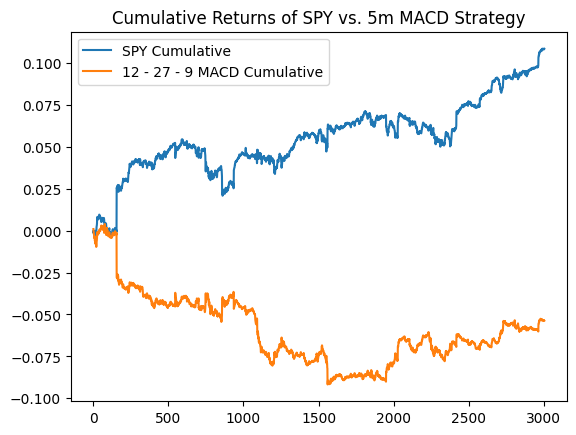 Cumulative Returns of SPY vs. 5m MACD Strategy
SPY Cumulative
12 - 27 - 9 MACD Cumulative
0.100
0.075
0.050
0.025
0.000
−0.025
−0.050
−0.075
−0.100
0 500 1000 1500 2000 2500 3000